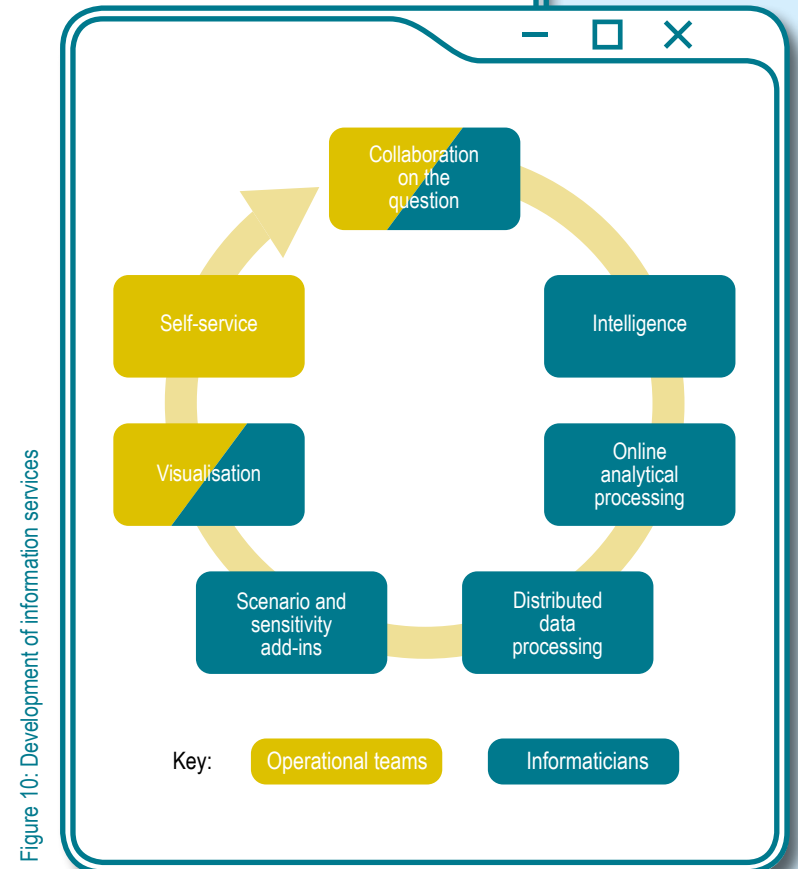 Collaboration
on the
question
Intelligence
Online
analytical
processing
Distributed
data
processing
Scenario and
sensitivity
add-ins
Visualisation
Self-service
Key:
Operational teams
Informaticians
Figure 10: Development of information services